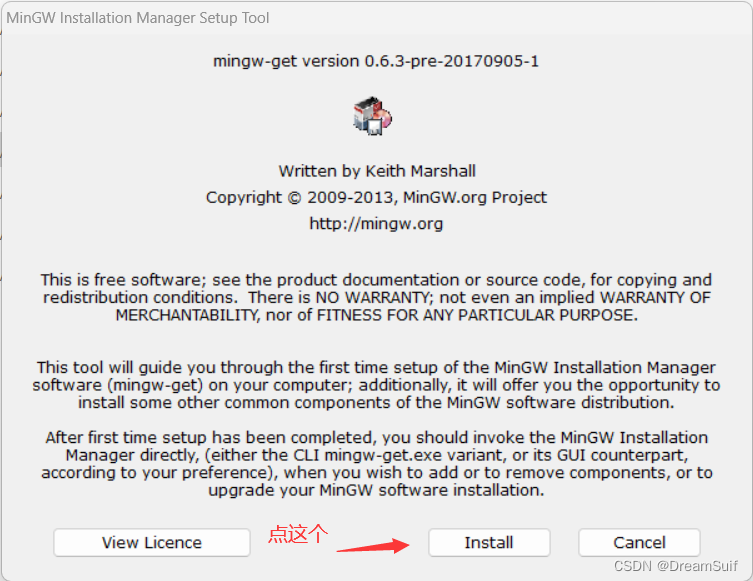 MinGW Installation Manager Setup Tool
mingw-get version 0.6.3-pre-20170905-1
Written by Keith Marshall
Copyright © 2009-2013, MinGW.org Project
http://mingw.org
This is free software; see the product documentation or source code, for copying and
redistribution conditions.  There is NO WARRANTY; not even an implied WARRANTY OF
MERCHANTABILITY, nor of FITNESS FOR ANY PARTICULAR PURPOSE.
This tool will guide you through the first time setup of the MinGW Installation Manager
software (mingw-get) on your computer; additionally, it will offer you the opportunity to
install some other common components of the MinGW software distribution.
After first time setup has been completed, you should invoke the MinGW Installation
Manager directly, (either the CLI mingw-get.exe variant, or its GUI counterpart,
according to your preference), when you wish to add or to remove components, or to
upgrade your MinGW software installation.
View Licence 点这个 Install Cancel
CSDN @DreamSuif